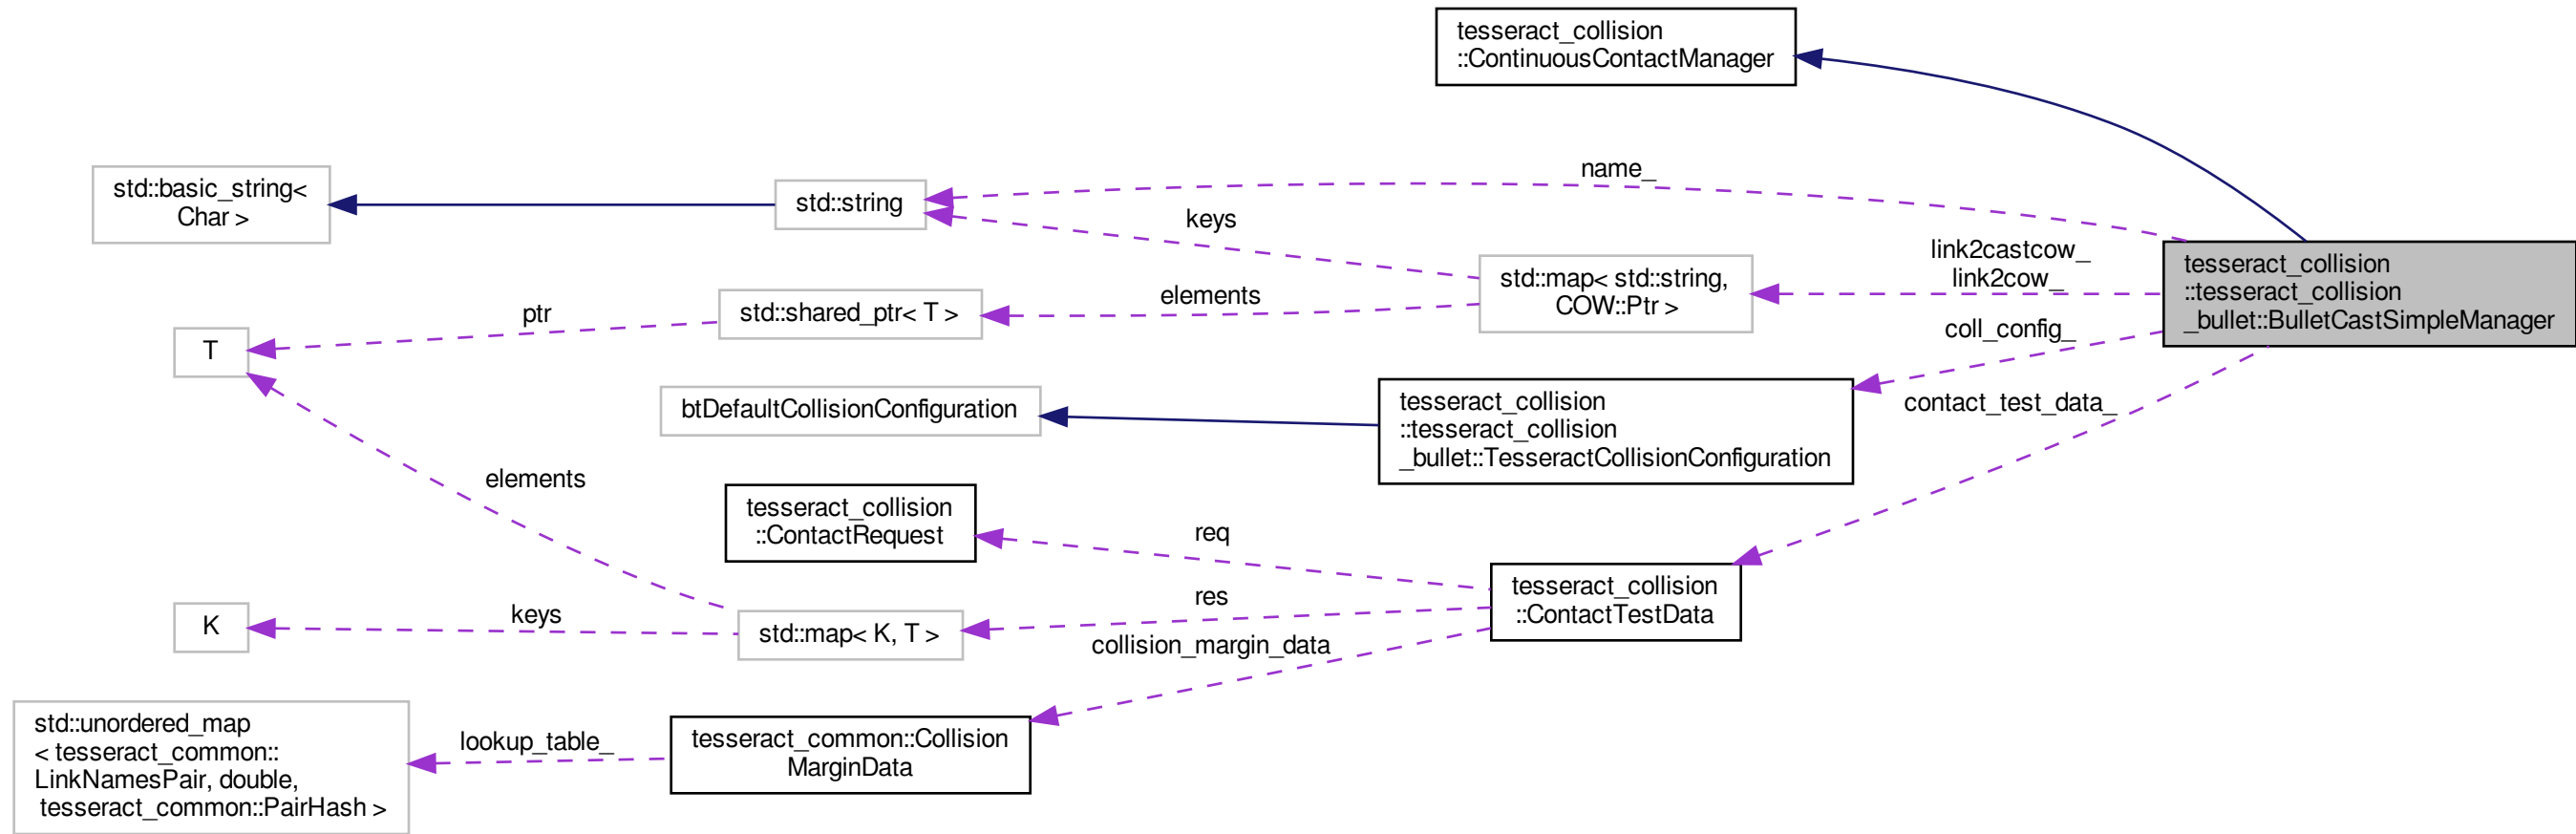 tesseract_collision
::ContinuousContactManager
name_
std::basic_string<
Char >
std::string
keys
link2castcow_
link2cow_
tesseract_collision
::tesseract_collision
_bullet::BulletCastSimpleManager
std::map< std::string,
COW::Ptr >
elements
std::shared_ptr< T >
ptr
T
coll_config_
btDefaultCollisionConfiguration
tesseract_collision
::tesseract_collision
_bullet::TesseractCollisionConfiguration
contact_test_data_
elements
tesseract_collision
::ContactRequest
req
tesseract_collision
::ContactTestData
res
K
keys
std::map< K, T >
collision_margin_data
std::unordered_map
< tesseract_common::
LinkNamesPair, double,
tesseract_common::PairHash >
lookup_table_
tesseract_common::Collision
MarginData